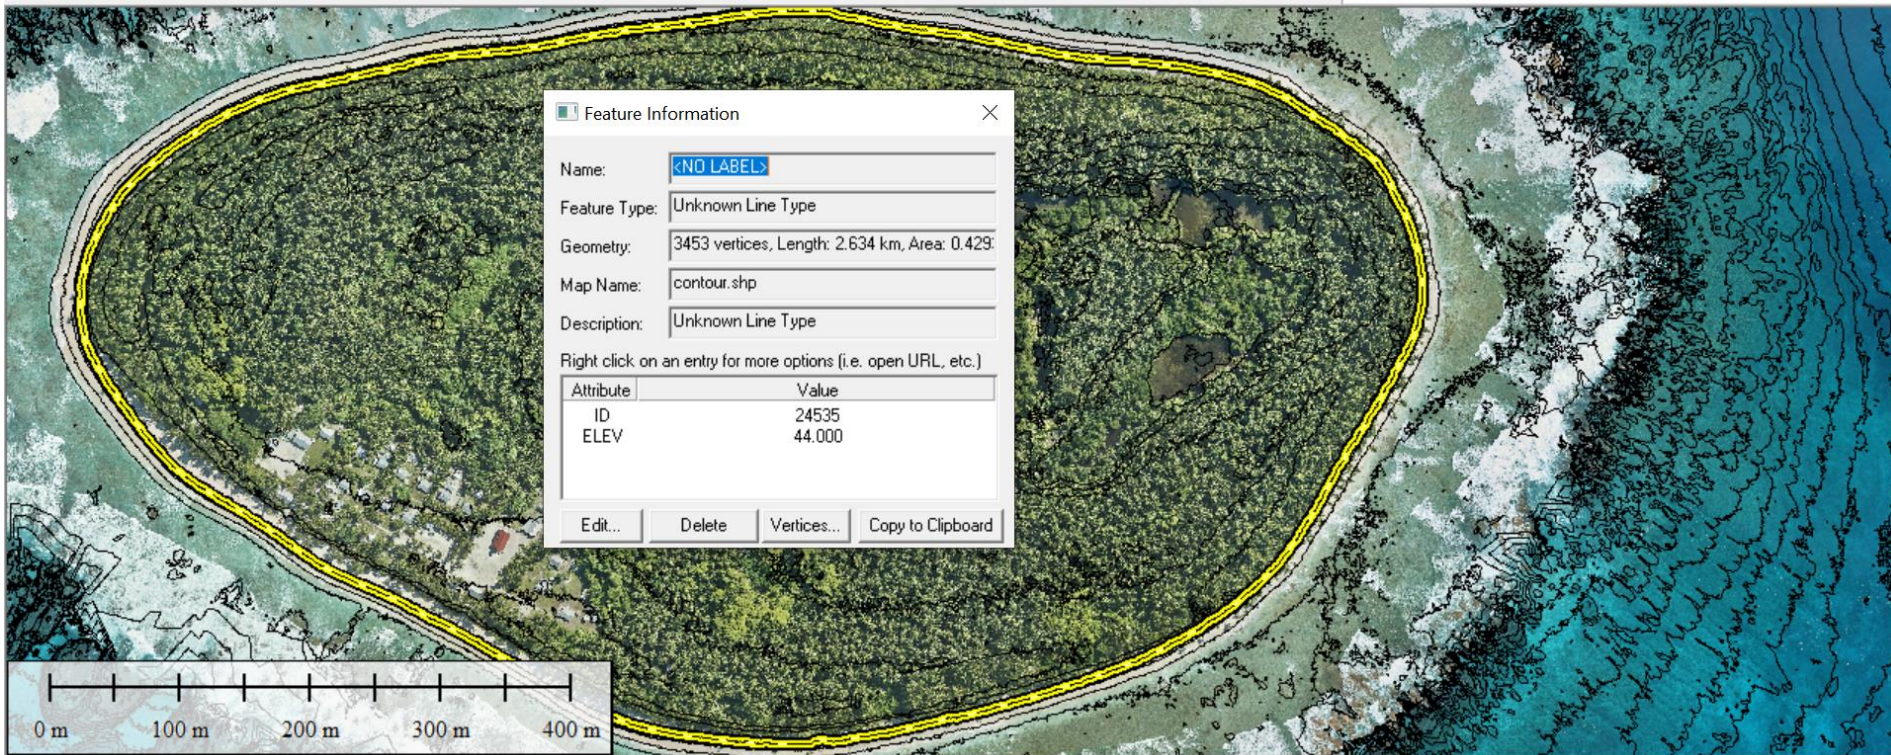 Feature Information
Name: <NO LABEL>
Feature Type: Unknown Line Type
Geometry: 3453 vertices, Length: 2.634 km, Area: 0.429
Map Name: contour.shp
Description: Unknown Line Type
Right click on an entry for more options (i.e. open URL, etc.)
Attribute Value
ID 24535
ELEV 44.000
Edit... Delete Vertices... Copy to Clipboard
0 m 100 m 200 m 300 m 400 m